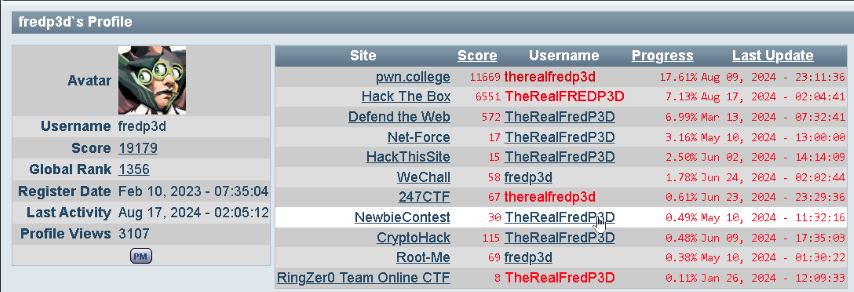 fredp3d`s Profile
Avatar
Username fredp3d
Score 19179
Global Rank 1356
Register Date Feb 10, 2023 - 07:35:04
Last Activity Aug 17, 2024 - 02:05:12
Profile Views 3107
PM
Site Score Username Progress Last Update
pwn.college 11669 therealfredp3d 17.61% Aug 09, 2024 - 23:11:36
Hack The Box 6551 TheRealFREDP3D 7.13% Aug 17, 2024 - 02:04:41
Defend the Web 572 TheRealFredP3D 6.99% Mar 13, 2024 - 07:32:41
Net-Force 17 TheRealFredP3D 3.16% May 10, 2024 - 13:00:00
HackThisSite 15 TheRealFredP3D 2.50% Jun 02, 2024 - 14:14:09
WeChall 58 fredp3d 1.78% Jun 24, 2024 - 02:02:44
247CTF 67 therealfredp3d 0.61% Jun 23, 2024 - 23:29:36
NewbieContest 30 TheRealFredP3D 0.49% May 10, 2024 - 11:32:16
CryptoHack 115 TheRealFredP3D 0.48% Jun 09, 2024 - 17:35:03
Root-Me 69 fredp3d 0.38% May 10, 2024 - 01:30:22
RingZer0 Team Online CTF 8 TheRealFredP3D 0.11% Jan 26, 2024 - 12:09:33